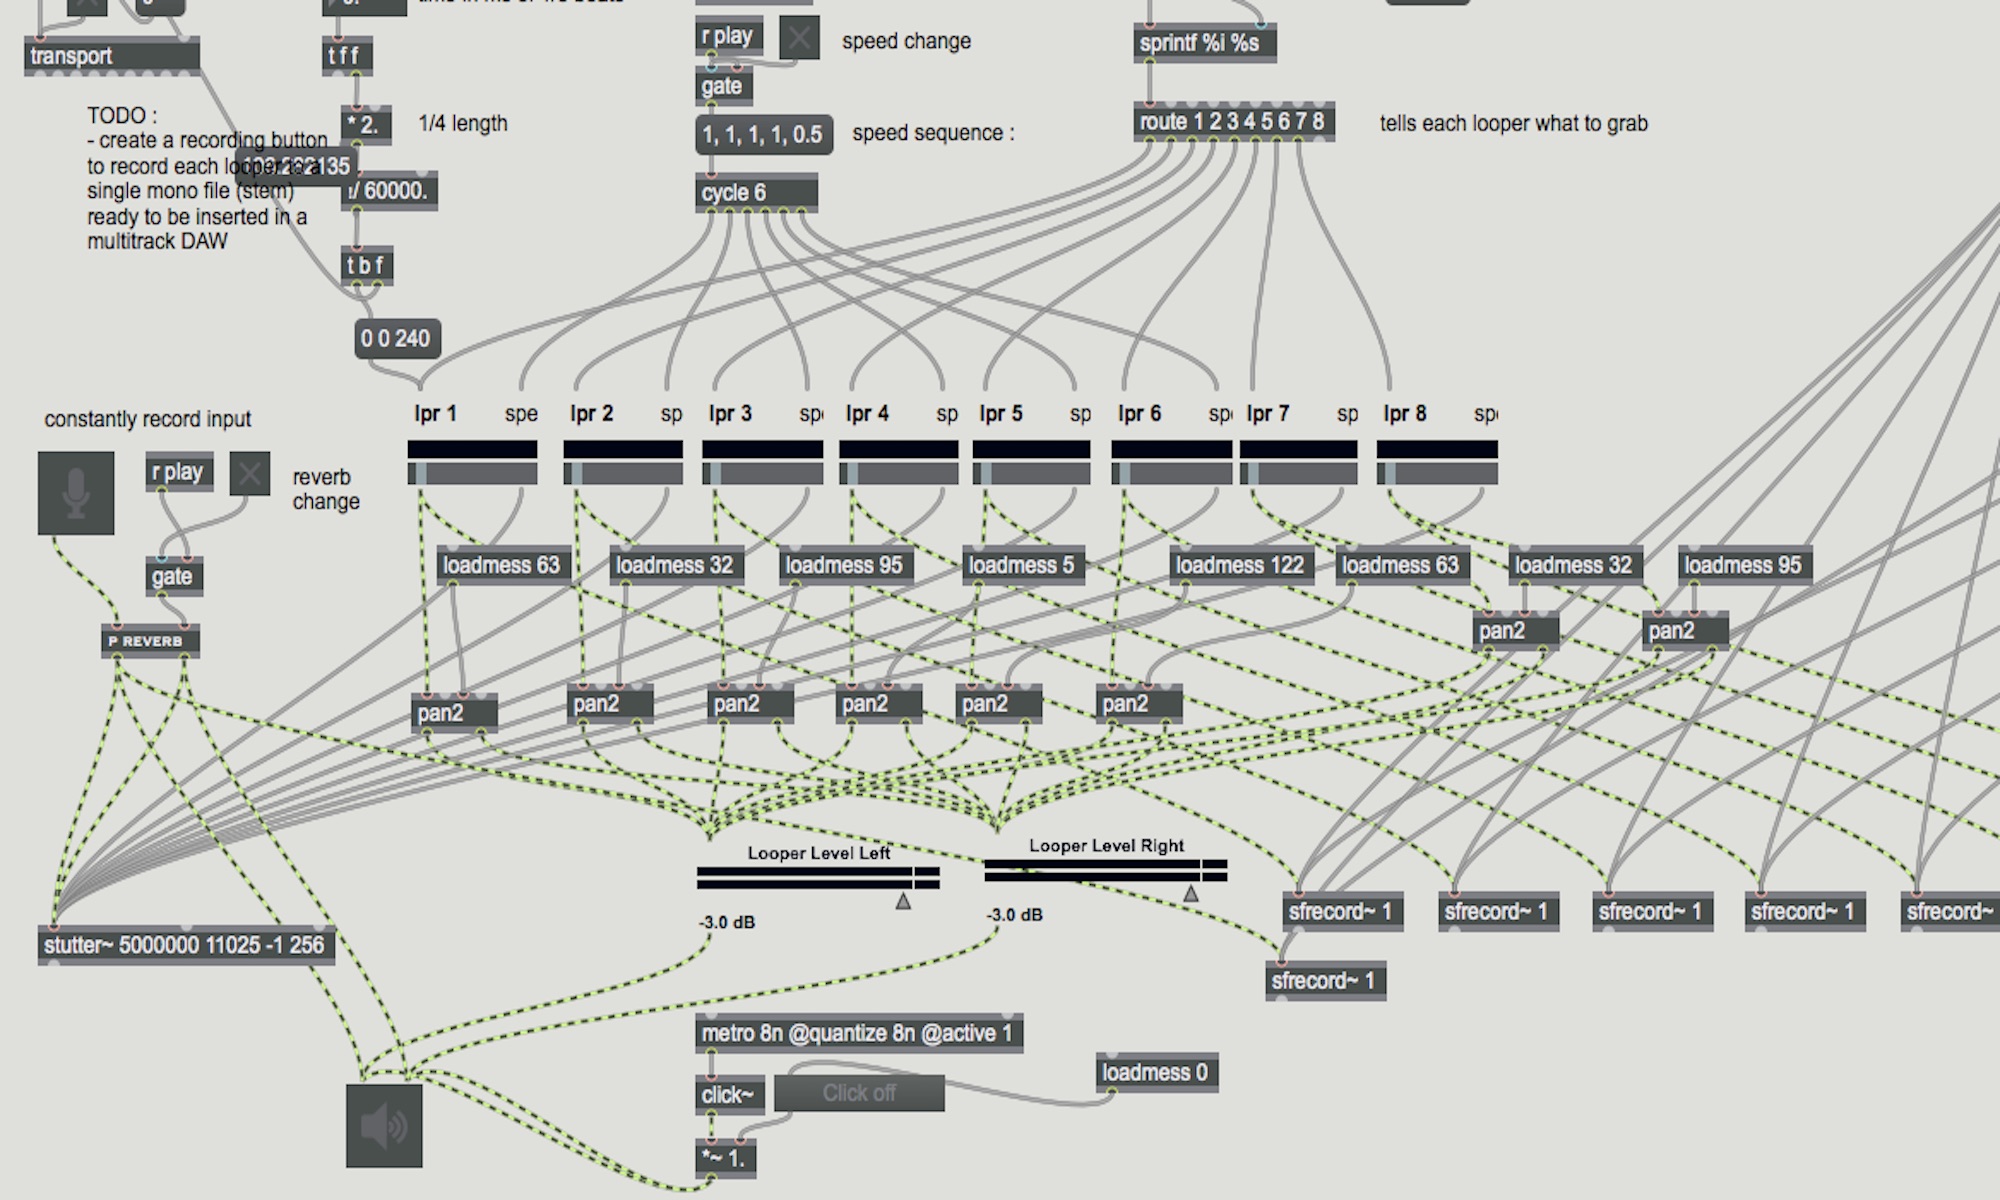 transport
t f f
r play
speed change
sprintf %i %s
gate
TODO :
- create a recording button
to record each looper to a
single mono file (stem)
ready to be inserted in a
multitrack DAW
* 2.
1/4 length
1, 1, 1, 1, 0.5
speed sequence :
route 1 2 3 4 5 6 7 8
tells each looper what to grab
!/ 60000.
cycle 6
t b f
0 0 240
constantly record input
lpr 1
spe
lpr 2
sp
lpr 3
sp
lpr 4
sp
lpr 5
sp
lpr 6
sp
lpr 7
sp
lpr 8
sp
r play
reverb
change
gate
loadmess 63
loadmess 32
loadmess 95
loadmess 5
loadmess 122
loadmess 63
loadmess 32
loadmess 95
P REVERB
pan2
pan2
pan2
pan2
pan2
pan2
pan2
pan2
Looper Level Left
Looper Level Right
-3.0 dB
-3.0 dB
sfrecord~ 1
sfrecord~ 1
sfrecord~ 1
sfrecord~ 1
sfrecord~
stutter~ 5000000 11025 -1 256
sfrecord~ 1
metro 8n @quantize 8n @active 1
click~
Click off
loadmess 0
*~ 1.